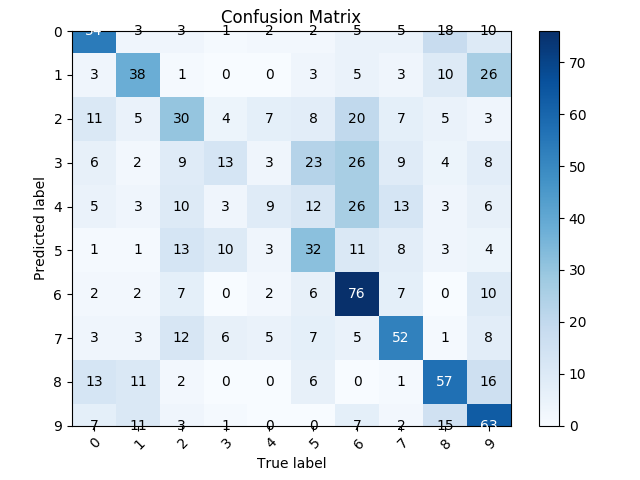 Confusion Matrix
0 54 3 3 1 2 2 5 5 18 10
1 3 38 1 0 0 3 5 3 10 26
2 11 5 30 4 7 8 20 7 5 3
3 6 2 9 13 3 23 26 9 4 8
4 5 3 10 3 9 12 26 13 3 6
5 1 1 13 10 3 32 11 8 3 4
6 2 2 7 0 2 6 76 7 0 10
7 3 3 12 6 5 7 5 52 1 8
8 13 11 2 0 0 6 0 1 57 16
9 7 11 3 1 0 0 7 2 15 63
0 1 2 3 4 5 6 7 8 9
True label
Predicted label
70
60
50
40
30
20
10
0